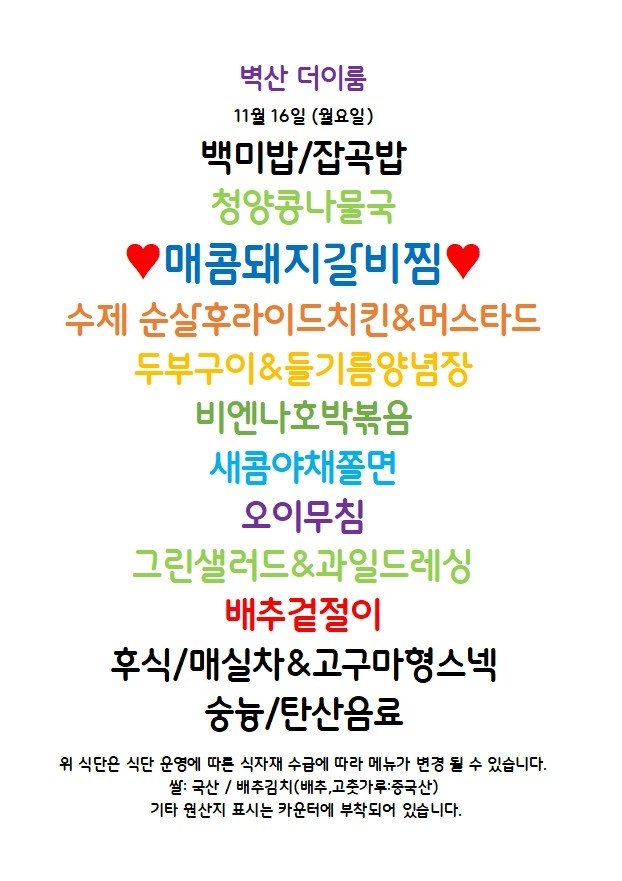 벽산 더이룸
11월 16일 (월요일)
백미밥/잡곡밥
청양콩나물국
♥매콤돼지갈비찜♥
수제 순살후라이드치킨&머스타드
두부구이&들기름양념장
비엔나호박볶음
새콤야채쫄면
오이무침
그린샐러드&과일드레싱
배추겉절이
후식/매실차&고구마형스넥
숭늉/탄산음료
위 식단은 식단 운영에 따른 식자재 수급에 따라 메뉴가 변경 될 수 있습니다.
쌀: 국산 / 배추김치(배추,고춧가루:중국산)
기타 원산지 표시는 카운터에 부착되어 있습니다.